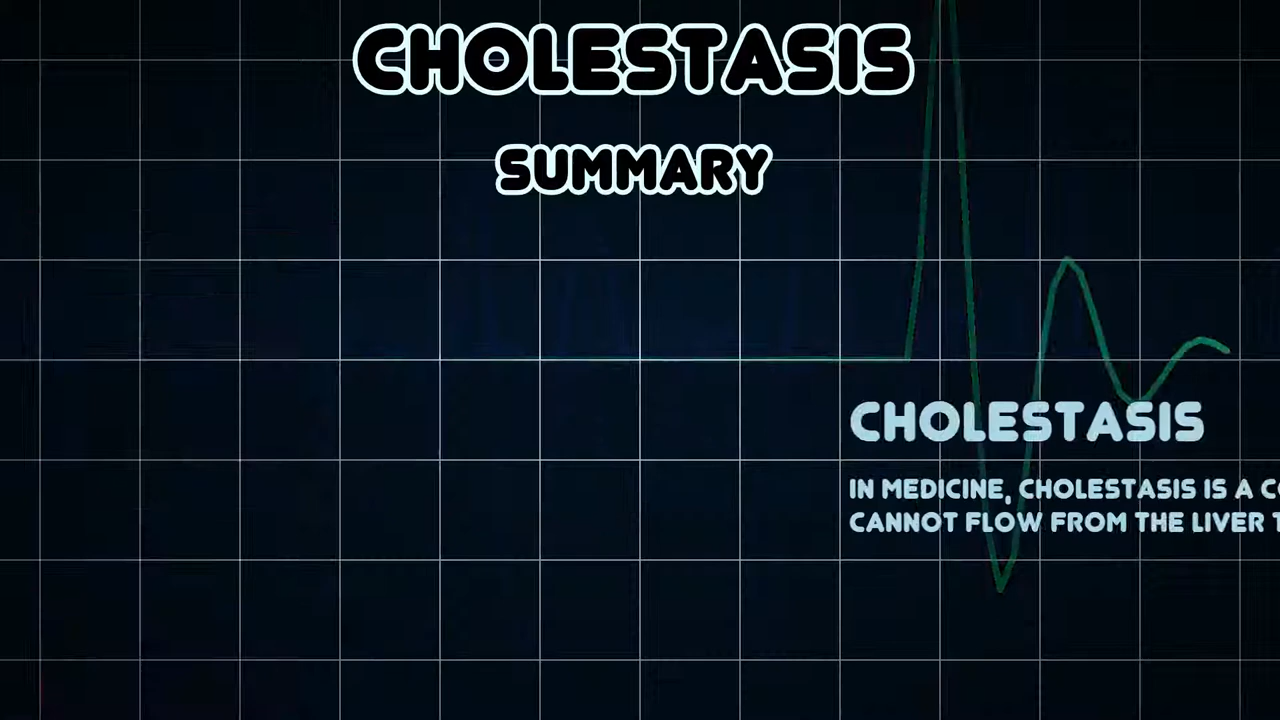 CHOLESTASIS
SUMMARY
CHOLESTASIS
IN MEDICINE, CHOLESTASIS IS A
CANNOT FLOW FROM THE LIVER